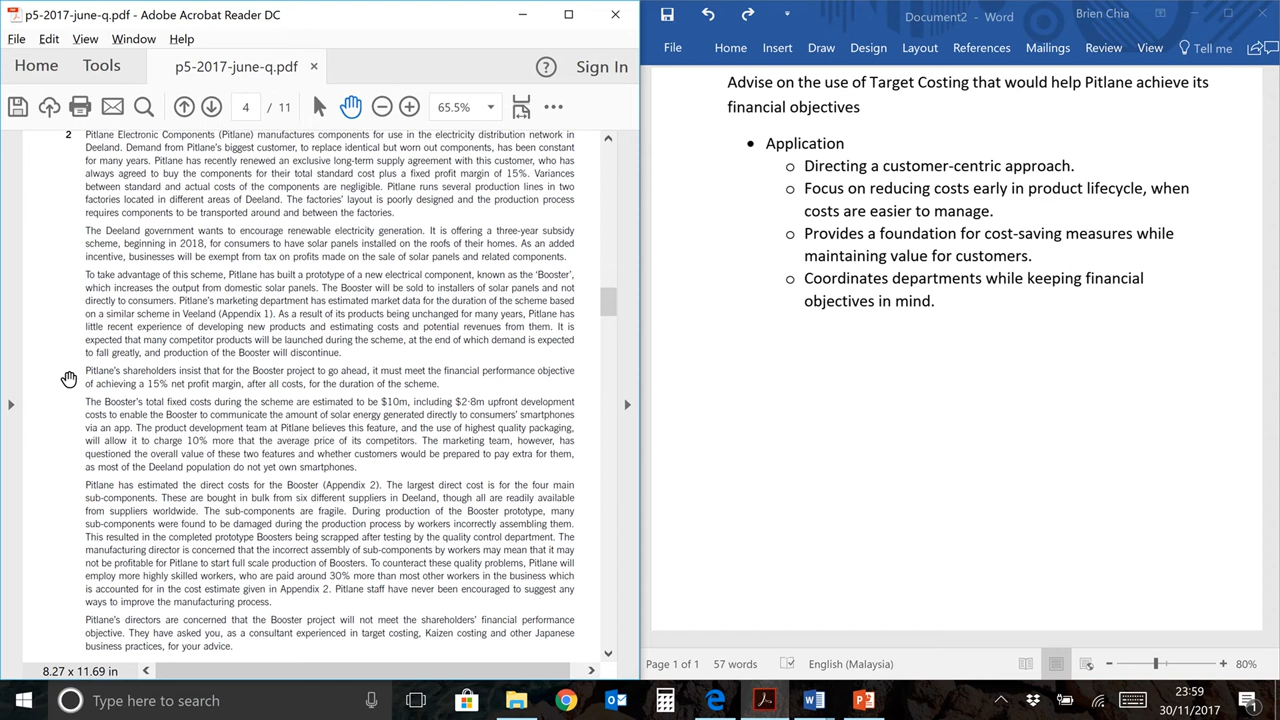 p5-2017-june-q.pdf - Adobe Acrobat Reader DC
File Edit View Window Help
Home Tools p5-2017-june-q.pdf × ? Sign In
4 / 11 65.5%
2 Pitlane Electronic Components (Pitlane) manufactures components for use in the electricity distribution network in
Deeland. Demand from Pitlane's biggest customer, to replace identical but worn out components, has been constant
for many years. Pitlane has recently renewed an exclusive long-term supply agreement with this customer, who has
always agreed to buy the components for their total standard cost plus a fixed profit margin of 15%. Variances
between standard and actual costs of the components are negligible. Pitlane runs several production lines in two
factories located in different areas of Deeland. The factories' layout is poorly designed and the production process
requires components to be transported around and between the factories.
The Deeland government wants to encourage renewable electricity generation. It is offering a three-year subsidy
scheme, beginning in 2018, for consumers to have solar panels installed on the roofs of their homes. As an added
incentive, businesses will be exempt from tax on profits made on the sale of solar panels and related components.
To take advantage of this scheme, Pitlane has built a prototype of a new electrical component, known as the 'Booster',
which increases the output from domestic solar panels. The Booster will be sold to installers of solar panels and not
directly to consumers. Pitlane's marketing department has estimated market data for the duration of the scheme based
on a similar scheme in Veeland (Appendix 1). As a result of its products being unchanged for many years, Pitlane has
little recent experience of developing new products and estimating costs and potential revenues from them. It is
expected that many competitor products will be launched during the scheme, at the end of which demand is expected
to fall greatly, and production of the Booster will discontinue.
Pitlane's shareholders insist that for the Booster project to go ahead, it must meet the financial performance objective
of achieving a 15% net profit margin, after all costs, for the duration of the scheme.
The Booster's total fixed costs during the scheme are estimated to be $10m, including $2·8m upfront development
costs to enable the Booster to communicate the amount of solar energy generated directly to consumers' smartphones
via an app. The product development team at Pitlane believes this feature, and the use of highest quality packaging,
will allow it to charge 10% more that the average price of its competitors. The marketing team, however, has
questioned the overall value of these two features and whether customers would be prepared to pay extra for them,
as most of the Deeland population do not yet own smartphones.
Pitlane has estimated the direct costs for the Booster (Appendix 2). The largest direct cost is for the four main
sub-components. These are bought in bulk from six different suppliers in Deeland, though all are readily available
from suppliers worldwide. The sub-components are fragile. During production of the Booster prototype, many
sub-components were found to be damaged during the production process by workers incorrectly assembling them.
This resulted in the completed prototype Boosters being scrapped after testing by the quality control department. The
manufacturing director is concerned that the incorrect assembly of sub-components by workers may mean that it may
not be profitable for Pitlane to start full scale production of Boosters. To counteract these quality problems, Pitlane will
employ more highly skilled workers, who are paid around 30% more than most other workers in the business which
is accounted for in the cost estimate given in Appendix 2. Pitlane staff have never been encouraged to suggest any
ways to improve the manufacturing process.
Pitlane's directors are concerned that the Booster project will not meet the shareholders' financial performance
objective. They have asked you, as a consultant experienced in target costing, Kaizen costing and other Japanese
business practices, for your advice.
8.27 x 11.69 in
Document2 - Word Brien Chia
File Home Insert Draw Design Layout References Mailings Review View Tell me
Advise on the use of Target Costing that would help Pitlane achieve its
financial objectives
• Application
o Directing a customer-centric approach.
o Focus on reducing costs early in product lifecycle, when
costs are easier to manage.
o Provides a foundation for cost-saving measures while
maintaining value for customers.
o Coordinates departments while keeping financial
objectives in mind.
Page 1 of 1 57 words English (Malaysia) 80%
Type here to search
23:59
30/11/2017